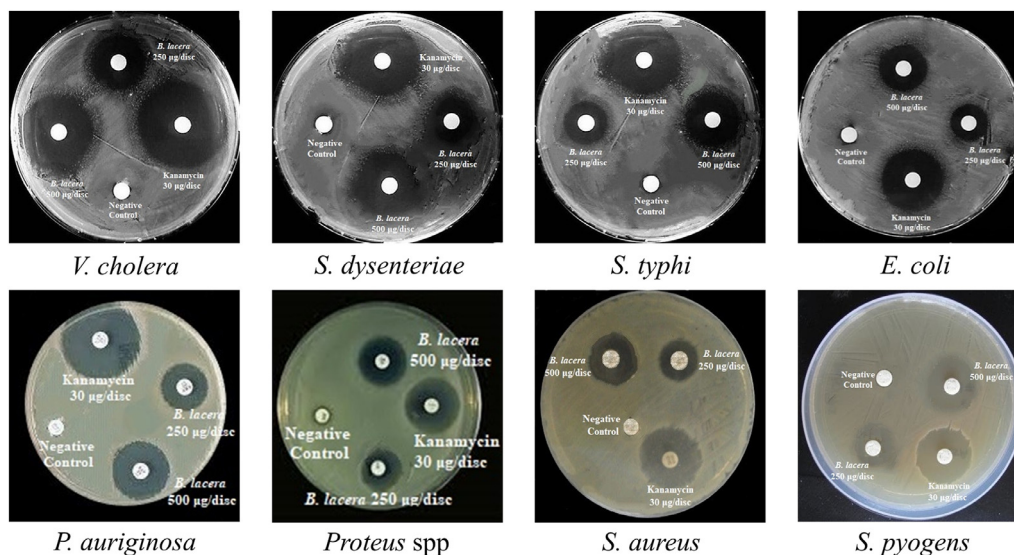 B. lacera
250 µg/disc
B. lacera
500 µg/disc
Kanamycin
30 µg/disc
Negative
Control
V. cholera
Kanamycin
30 µg/disc
Negative
Control
B. lacera
250 µg/disc
B. lacera
500 µg/disc
S. dysenteriae
Kanamycin
30 µg/disc
B. lacera
250 µg/disc
B. lacera
500 µg/disc
Negative
Control
S. typhi
B. lacera
500 µg/disc
Negative
Control
B. lacera
250 µg/disc
Kanamycin
30 µg/disc
E. coli
Kanamycin
30 µg/disc
B. lacera
250 µg/disc
Negative
Control
B. lacera
500 µg/disc
P. auriginosa
B. lacera
500 µg/disc
Negative
Control
Kanamycin
30 µg/disc
B. lacera 250 µg/disc
Proteus spp
B. lacera
500 µg/disc
B. lacera
250 µg/disc
Negative
Control
Kanamycin
30 µg/disc
S. aureus
Negative
Control
B. lacera
500 µg/disc
B. lacera
250 µg/disc
Kanamycin
30 µg/disc
S. pyogens